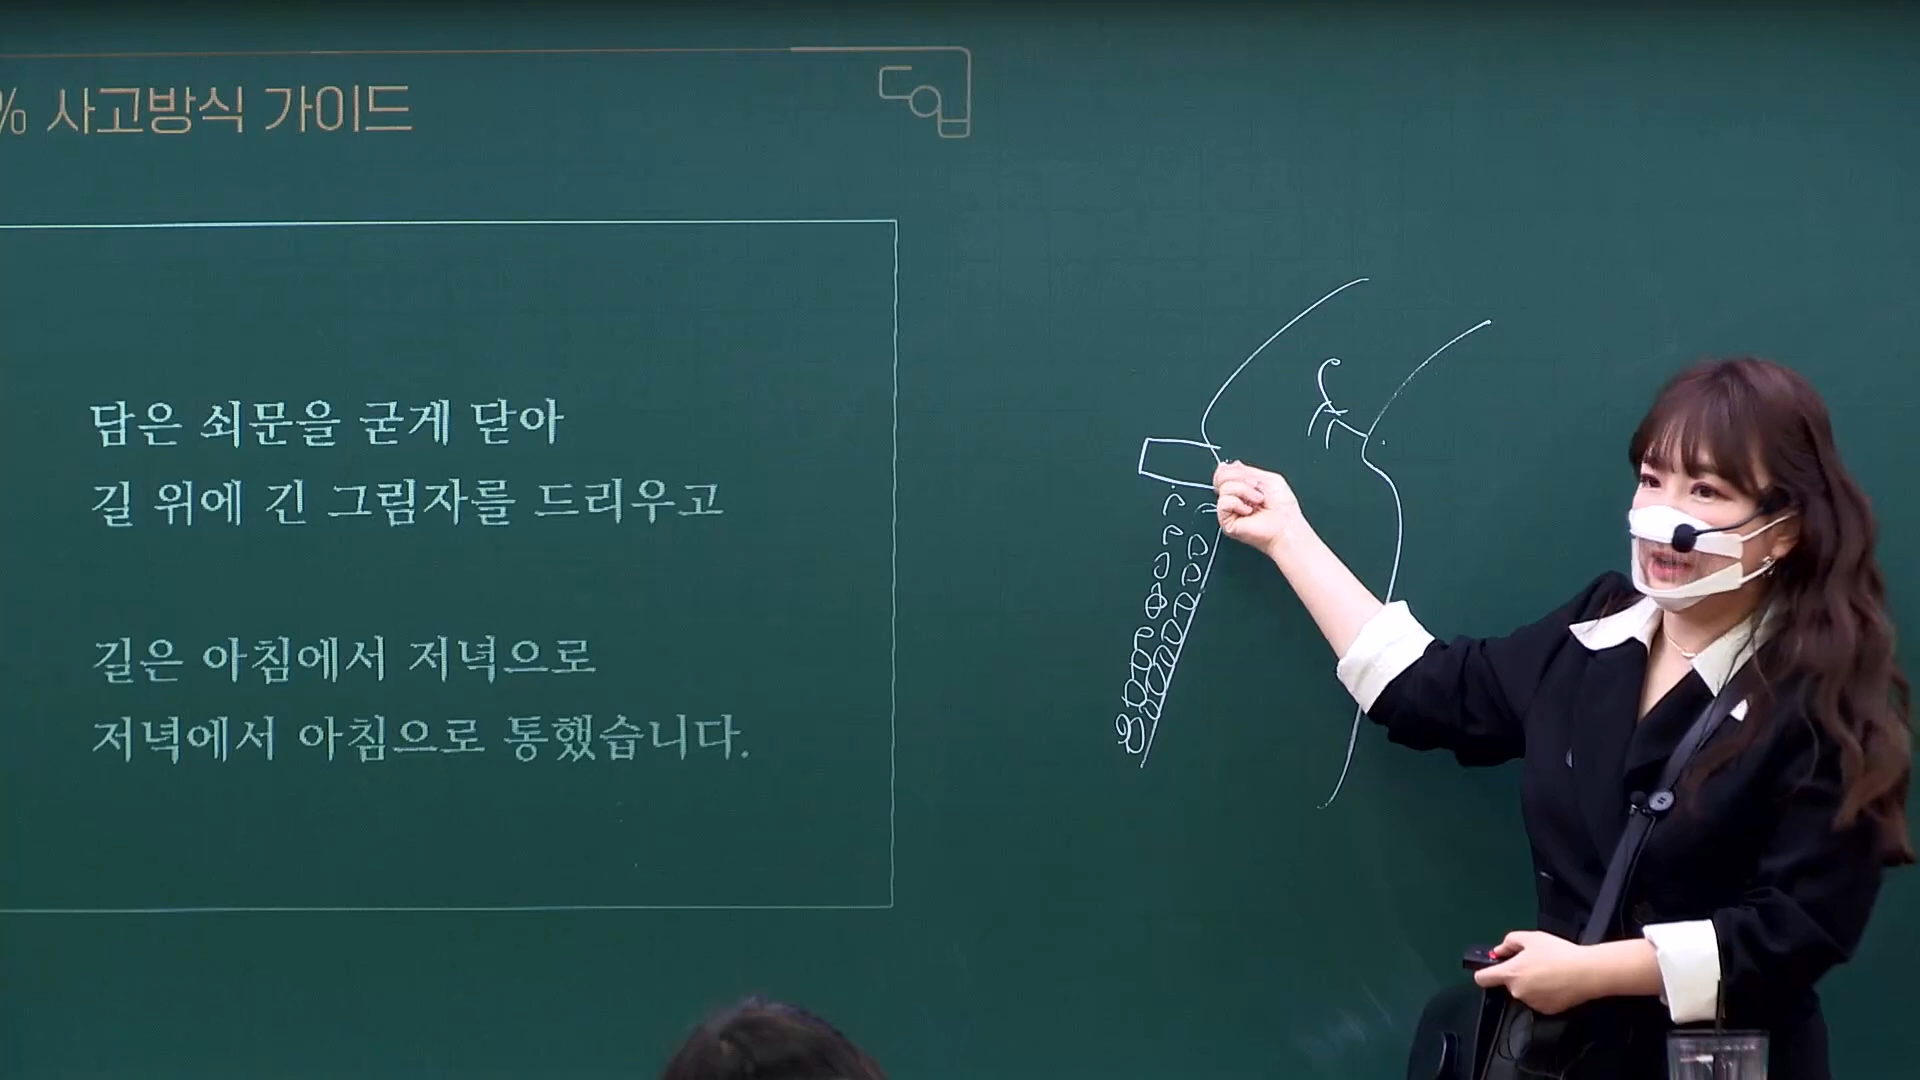 % 사고방식 가이드
담은 쇠문을 굳게 닫아
길 위에 긴 그림자를 드리우고
길은 아침에서 저녁으로
저녁에서 아침으로 통했습니다.